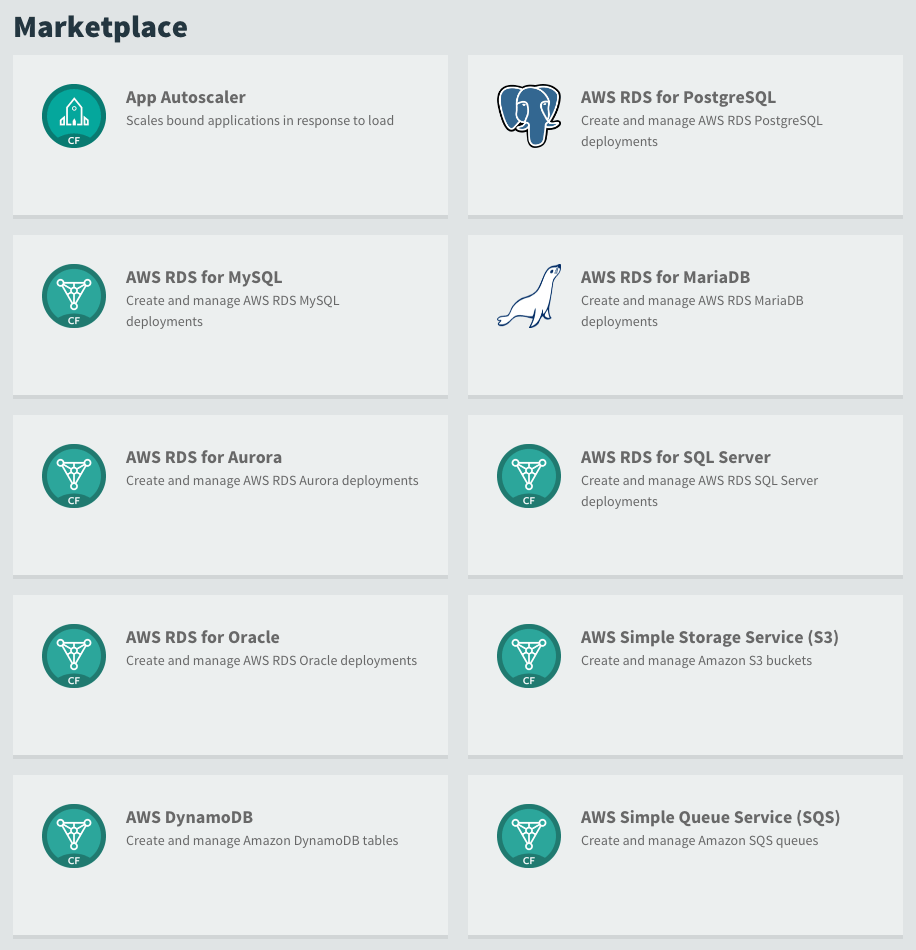 Marketplace
App Autoscaler
Scales bound applications in response to load
CF
AWS RDS for PostgreSQL
Create and manage AWS RDS PostgreSQL
deployments
AWS RDS for MySQL
Create and manage AWS RDS MySQL
deployments
CF
AWS RDS for MariaDB
Create and manage AWS RDS MariaDB
deployments
AWS RDS for Aurora
Create and manage AWS RDS Aurora deployments
CF
AWS RDS for SQL Server
Create and manage AWS RDS SQL Server
deployments
CF
AWS RDS for Oracle
Create and manage AWS RDS Oracle deployments
CF
AWS Simple Storage Service (S3)
Create and manage Amazon S3 buckets
CF
AWS DynamoDB
Create and manage Amazon DynamoDB tables
CF
AWS Simple Queue Service (SQS)
Create and manage Amazon SQS queues
CF